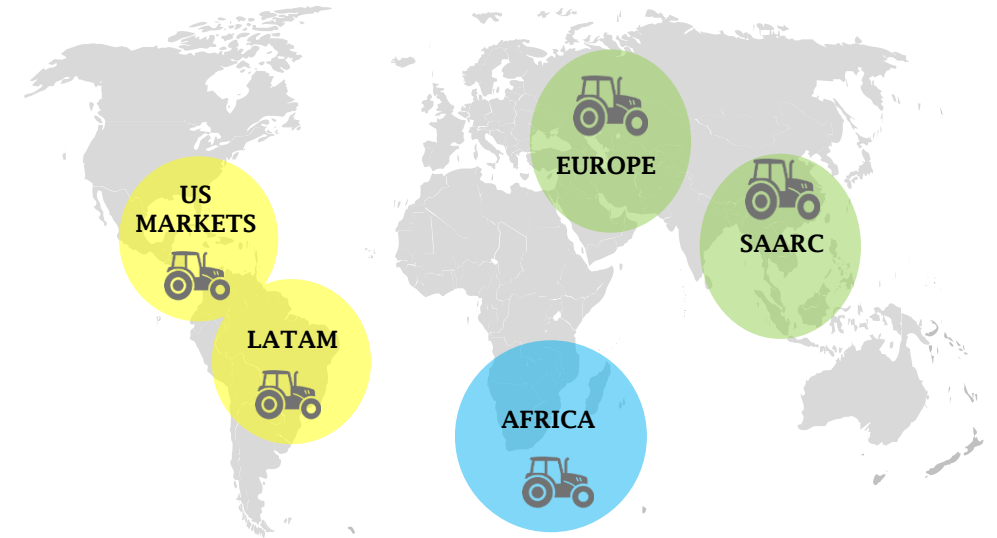 US
MARKETS
LATAM
EUROPE
SAARC
AFRICA